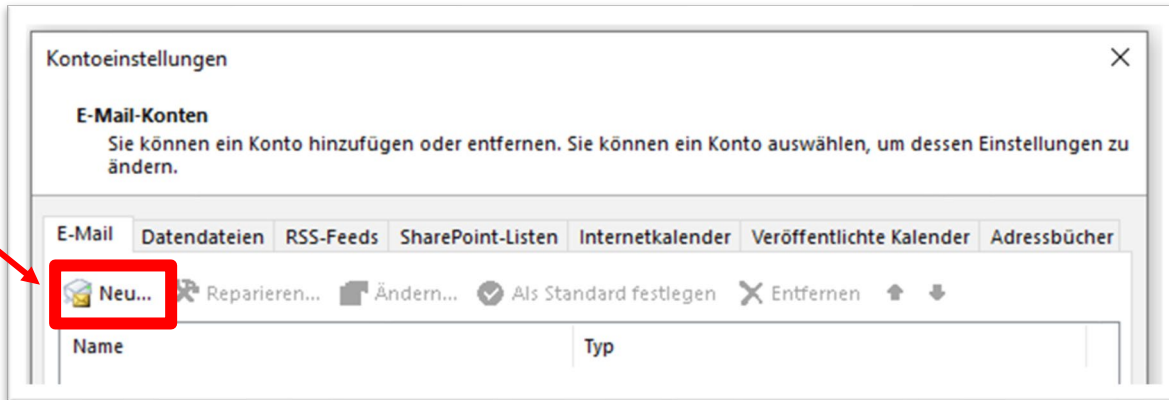 Kontoeinstellungen
E-Mail-Konten
Sie können ein Konto hinzufügen oder entfernen. Sie können ein Konto auswählen, um dessen Einstellungen zu
ändern.
E-Mail Datendateien RSS-Feeds SharePoint-Listen Internetkalender Veröffentlichte Kalender Adressbücher
Neu... Reparieren... Ändern... Als Standard festlegen Entfernen
Name Typ